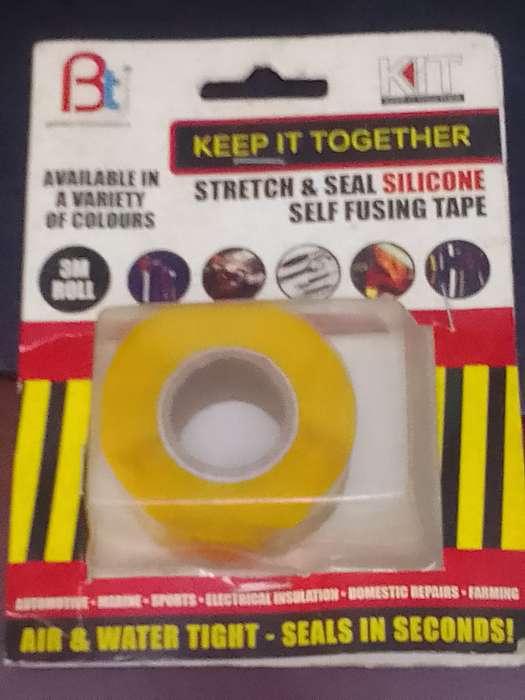 Bt
KIT
KEEP IT TOGETHER
AVAILABLE IN
A VARIETY
OF COLOURS
STRETCH & SEAL SILICONE
SELF FUSING TAPE
3M
ROLL
AUTOMOTIVE - MARINE - SPORTS - ELECTRICAL INSULATION - DOMESTIC REPAIRS - FARMING
AIR & WATER TIGHT - SEALS IN SECONDS!